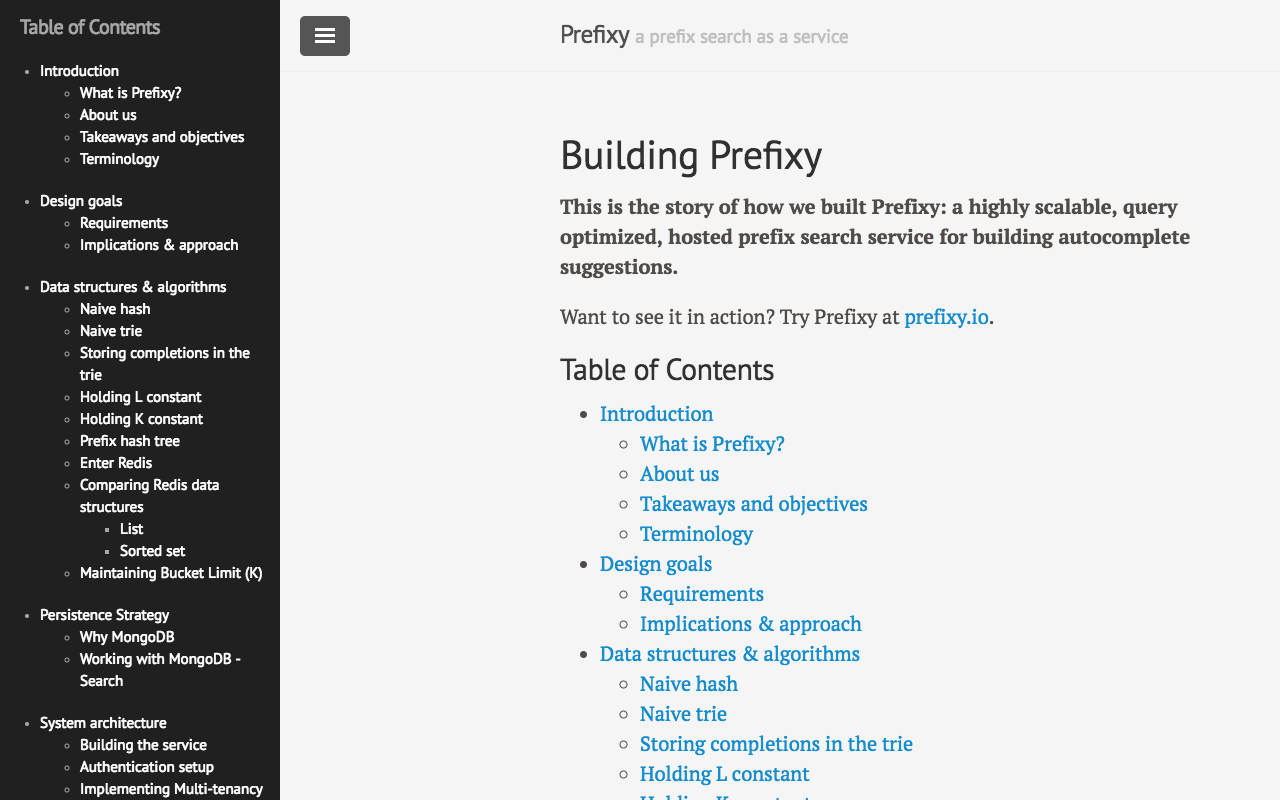 Table of Contents
Introduction
What is Prefixy?
About us
Takeaways and objectives
Terminology
Design goals
Requirements
Implications & approach
Data structures & algorithms
Naive hash
Naive trie
Storing completions in the
trie
Holding L constant
Holding K constant
Prefix hash tree
Enter Redis
Comparing Redis data
structures
List
Sorted set
Maintaining Bucket Limit (K)
Persistence Strategy
Why MongoDB
Working with MongoDB -
Search
System architecture
Building the service
Authentication setup
Implementing Multi-tenancy
Prefixy a prefix search as a service
Building Prefixy
This is the story of how we built Prefixy: a highly scalable, query
optimized, hosted prefix search service for building autocomplete
suggestions.
Want to see it in action? Try Prefixy at prefixy.io.
Table of Contents
Introduction
What is Prefixy?
About us
Takeaways and objectives
Terminology
Design goals
Requirements
Implications & approach
Data structures & algorithms
Naive hash
Naive trie
Storing completions in the trie
Holding L constant